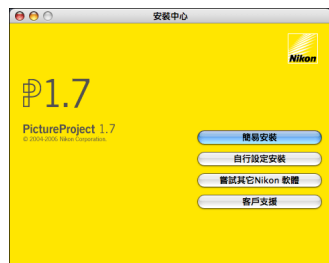 安裝中心
Nikon
P1.7
PictureProject 1.7
© 2004-2006 Nikon Corporation.
簡易安裝
自行設定安裝
嘗試其它Nikon 軟體
客戶支援